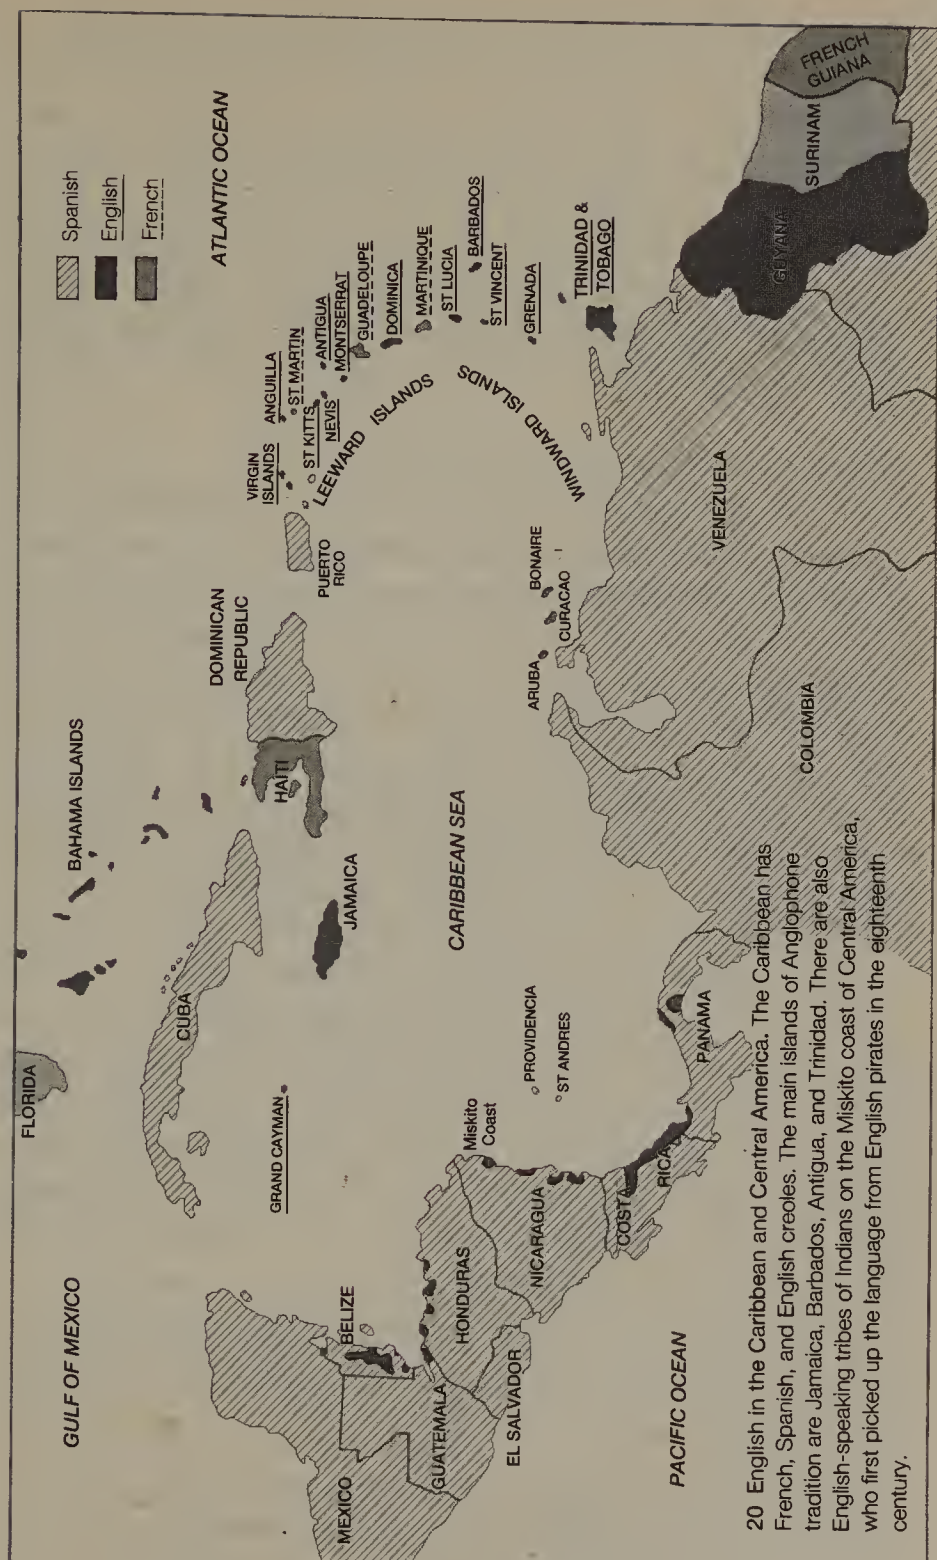 GULF OF MEXICO
FLORIDA
BAHAMA ISLANDS
ATLANTIC OCEAN
Spanish
English
French
CUBA
GRAND CAYMAN
JAMAICA
HAITI
DOMINICAN
REPUBLIC
PUERTO
RICO
VIRGIN
ISLANDS
ANGUILLA
ST MARTIN
ST KITTS
NEVIS
ANTIGUA
MONTSERRAT
GUADELOUPE
DOMINICA
MARTINIQUE
ST LUCIA
BARBADOS
ST VINCENT
GRENADA
TRINIDAD &
TOBAGO
LEEWARD ISLANDS
WINDWARD ISLANDS
CARIBBEAN SEA
MEXICO
BELIZE
GUATEMALA
HONDURAS
EL SALVADOR
NICARAGUA
Miskito
Coast
PROVIDENCIA
ST ANDRES
COSTA
RICA
PANAMA
ARUBA
CURACAO
BONAIRE
COLOMBIA
VENEZUELA
GUYANA
SURINAM
FRENCH
GUIANA
PACIFIC OCEAN
20 English in the Caribbean and Central America. The Caribbean has
French, Spanish, and English creoles. The main islands of Anglophone
tradition are Jamaica, Barbados, Antigua, and Trinidad. There are also
English-speaking tribes of Indians on the Miskito coast of Central America,
who first picked up the language from English pirates in the eighteenth
century.